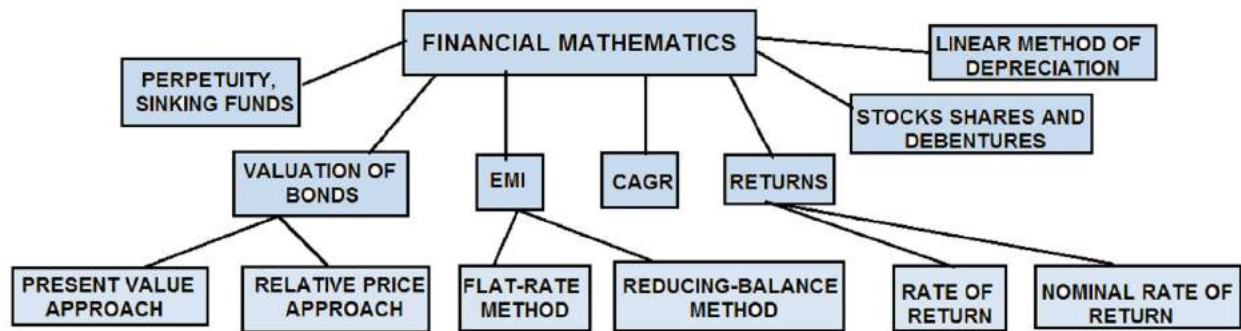 FINANCIAL MATHEMATICS
LINEAR METHOD OF
DEPRECIATION
PERPETUITY,
SINKING FUNDS
STOCKS SHARES AND
DEBENTURES
VALUATION OF
BONDS
EMI
CAGR
RETURNS
PRESENT VALUE
APPROACH
RELATIVE PRICE
APPROACH
FLAT-RATE
METHOD
REDUCING-BALANCE
METHOD
RATE OF
RETURN
NOMINAL RATE OF
RETURN